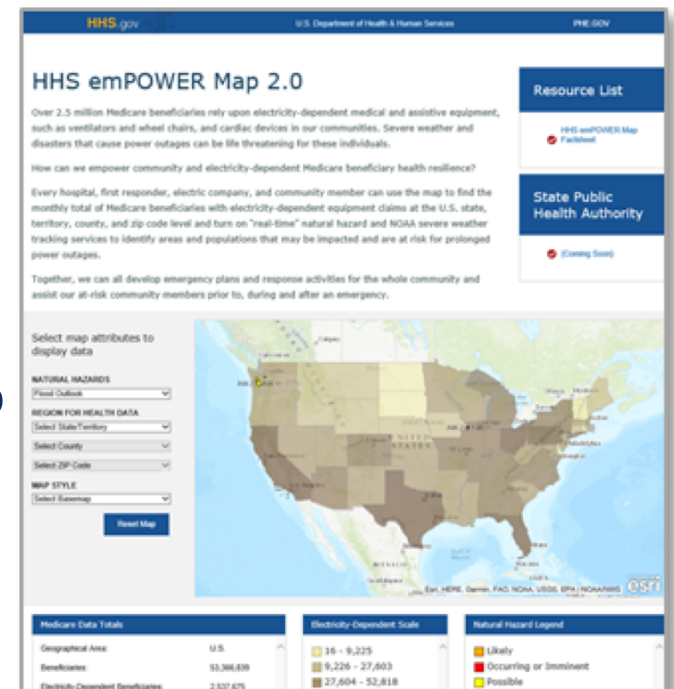 HHS.gov
U.S. Department of Health & Human Services
PHE.GOV
HHS emPOWER Map 2.0
Over 2.5 million Medicare beneficiaries rely upon electricity-dependent medical and assistive equipment,
such as ventilators and wheel chairs, and cardiac devices in our communities. Severe weather and
disasters that cause power outages can be life threatening for these individuals.
How can we empower community and electricity-dependent Medicare beneficiary health resilience?
Every hospital, first responder, electric company, and community member can use the map to find the
monthly total of Medicare beneficiaries with electricity-dependent equipment claims at the U.S. state,
territory, county, and zip code level and turn on "real-time" natural hazard and NOAA severe weather
tracking services to identify areas and populations that may be impacted and are at risk for prolonged
power outages.
Together, we can all develop emergency plans and response activities for the whole community and
assist our at-risk community members prior to, during and after an emergency.
Resource List
HHS emPOWER Map
Factsheet
State Public
Health Authority
(Coming Soon)
Select map attributes to
display data
NATURAL HAZARDS
Flood Outlook
REGION FOR HEALTH DATA
Select State/Territory
Select County
Select ZIP Code
MAP STYLE
Select Basemap
Reset Map
UNITED
STATES
MEXICO
Esri, HERE, Garmin, FAO, NOAA, USGS, EPA | NOAA/NWS
esri
Medicare Data Totals
Geographical Area: U.S.
Beneficiaries: 53,366,839
Electricity-Dependent Beneficiaries: 2,537,675
Electricity-Dependent Scale
16 - 9,225
9,226 - 27,603
27,604 - 52,818
Natural Hazard Legend
Likely
Occurring or Imminent
Possible